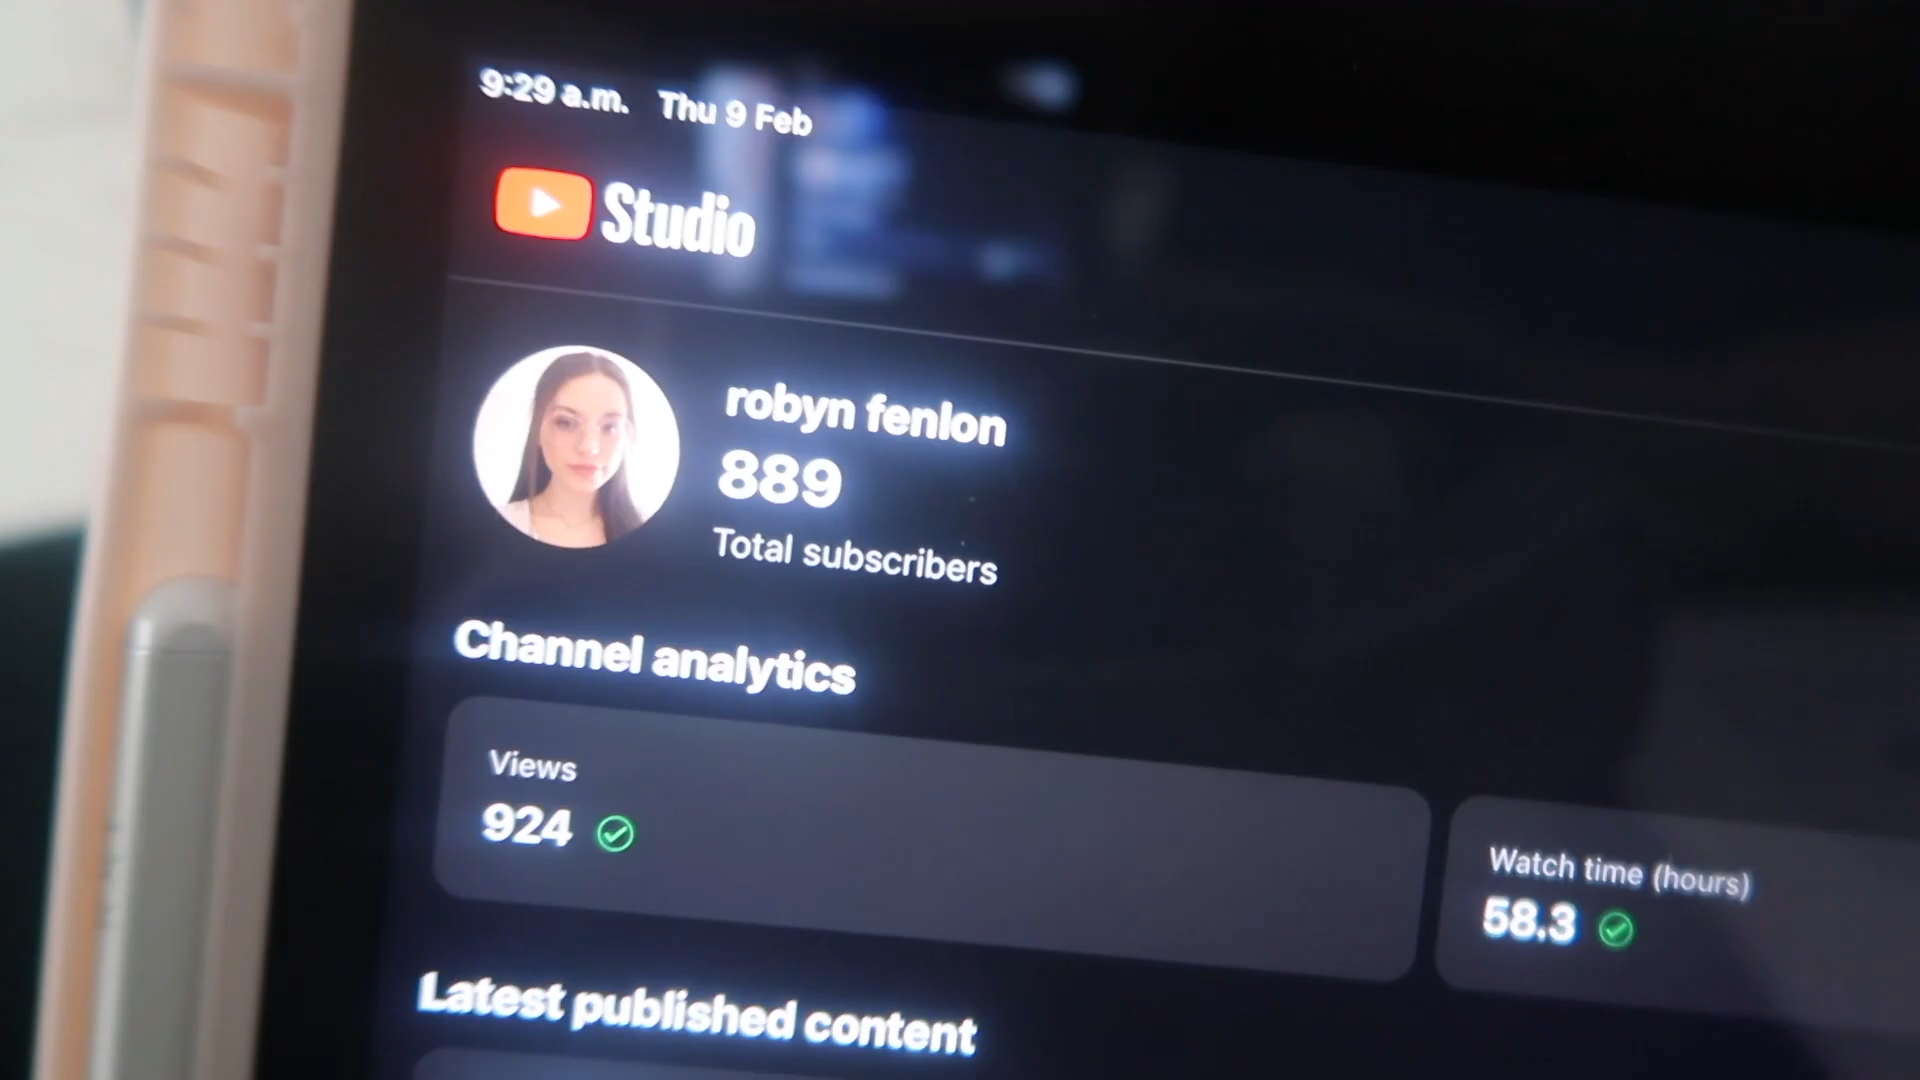 9:29 a.m. Thu 9 Feb
Studio
robyn fenlon
889
Total subscribers
Channel analytics
Views
924
Watch time (hours)
58.3
Latest published content